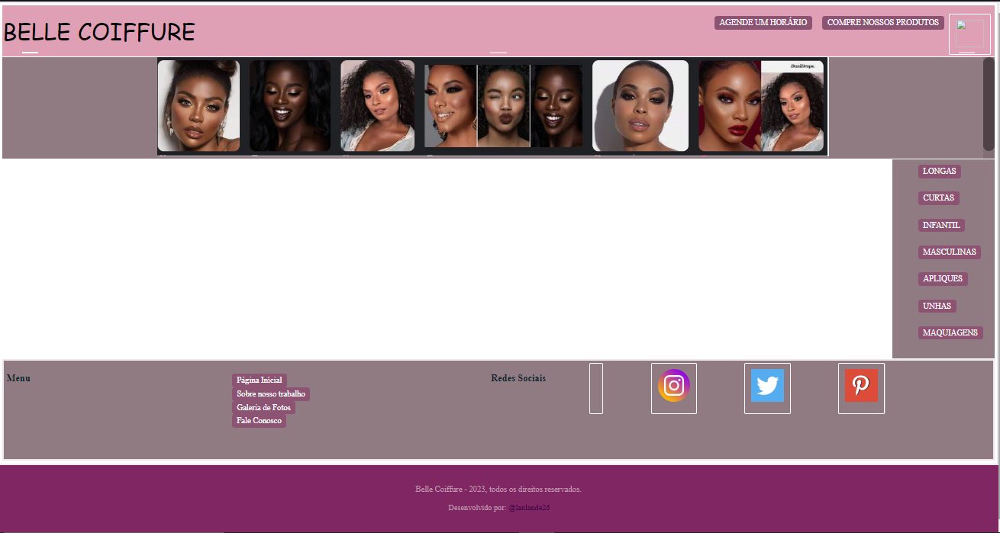 BELLE COIFFURE
AGENDE UM HORÁRIO
COMPRE NOSSOS PRODUTOS
DaniDrops.
LONGAS
CURTAS
INFANTIL
MASCULINAS
APLIQUES
UNHAS
MAQUIAGENS
Menu
Página Inicial
Sobre nosso trabalho
Galeria de Fotos
Fale Conosco
Redes Sociais
Belle Coiffure - 2023, todos os direitos reservados.
Desenvolvido por: @lanlande26